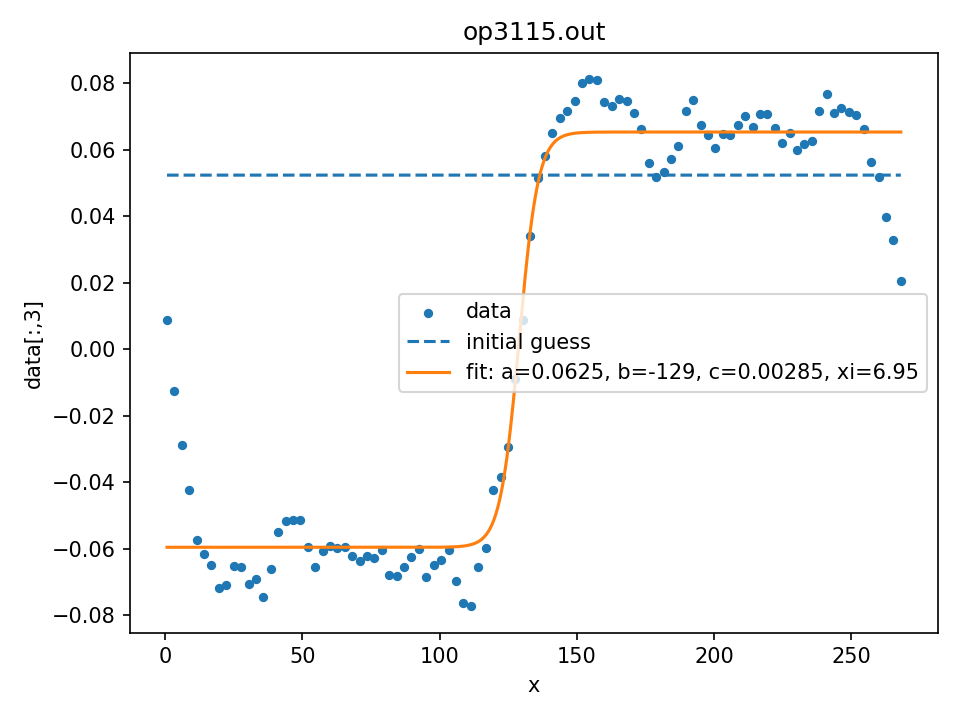 op3115.out
0.08
0.06
0.04
0.02
0.00
−0.02
−0.04
−0.06
−0.08
data[:,3]
data
initial guess
fit: a=0.0625, b=-129, c=0.00285, xi=6.95
0 50 100 150 200 250
x